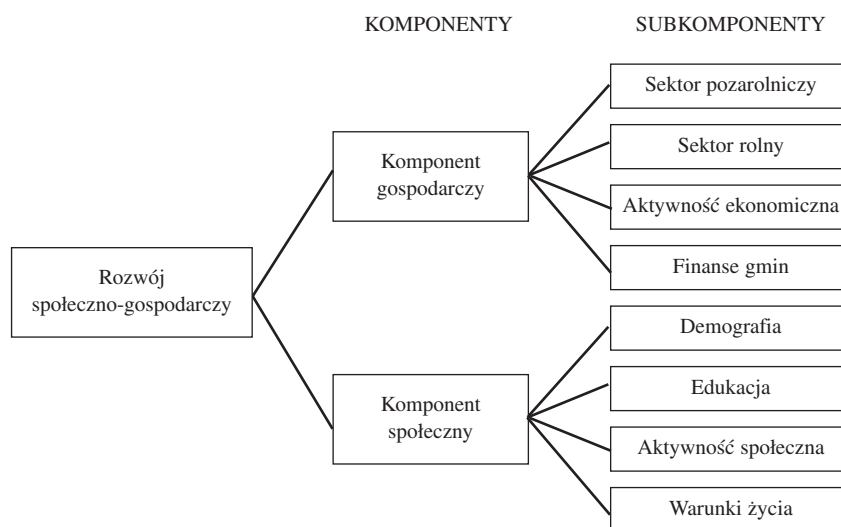 KOMPONENTY
SUBKOMPONENTY
Rozwój
społeczno-gospodarczy
Komponent
gospodarczy
Sektor pozarolniczy
Sektor rolny
Aktywność ekonomiczna
Finanse gmin
Komponent
społeczny
Demografia
Edukacja
Aktywność społeczna
Warunki życia